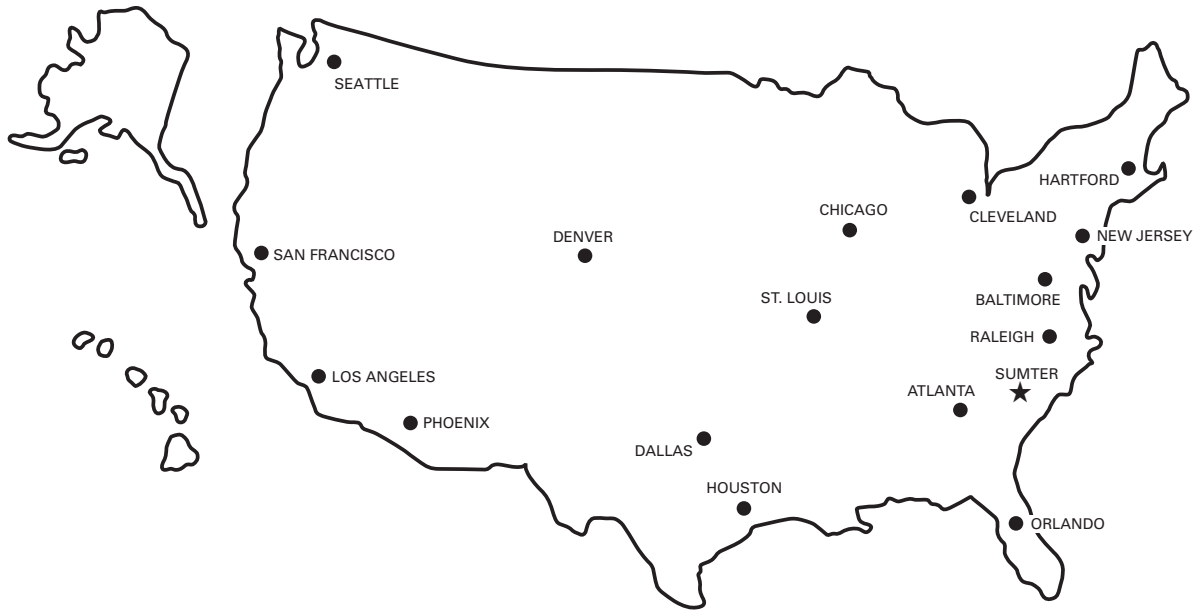 SEATTLE
HARTFORD
CHICAGO
CLEVELAND
DENVER
NEW JERSEY
SAN FRANCISCO
ST. LOUIS
BALTIMORE
RALEIGH
SUMTER
LOS ANGELES
ATLANTA
PHOENIX
DALLAS
HOUSTON
ORLANDO